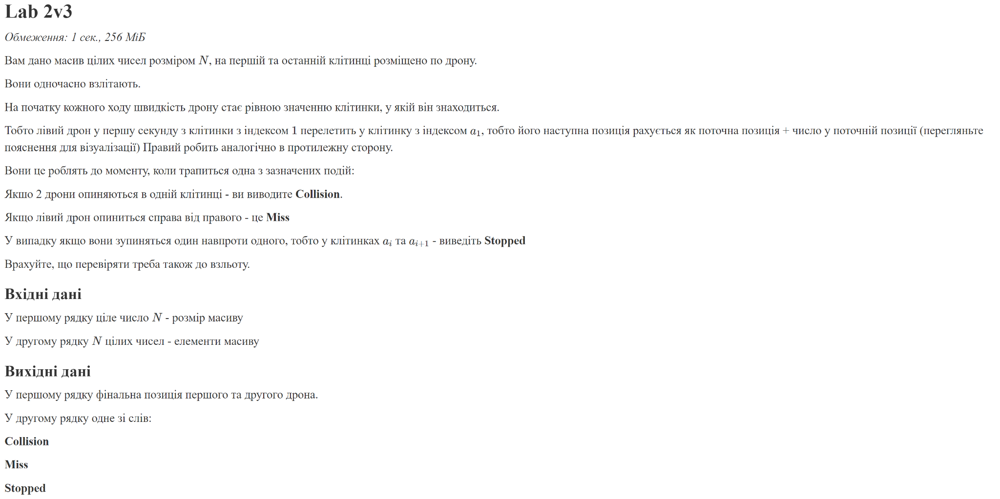 Lab 2v3
Обмеження: 1 сек., 256 МіБ
Вам дано масив цілих чисел розміром N, на першій та останній клітинці розміщено по дрону.
Вони одночасно взлітають.
На початку кожного ходу швидкість дрону стає рівною значенню клітинки, у якій він знаходиться.
Тобто лівий дрон у першу секунду з клітинки з індексом 1 перелетить у клітинку з індексом a₁, тобто його наступна позиція рахується як поточна позиція + число у поточній позиції (перегляньте
пояснення для візуалізації) Правий робить аналогічно в протилежну сторону.
Вони це роблять до моменту, коли трапиться одна з зазначених подій:
Якшо 2 дрони опиняються в одній клітинці - ви виводите Collision.
Якщо лівий дрон опиниться справа від правого - це Miss
У випадку якщо вони зупиняться один навпроти одного, тобто у клітинках aᵢ та aᵢ₊₁ - виведіть Stopped
Врахуйте, що перевіряти треба також до взльоту.
Вхідні дані
У першому рядку ціле число N - розмір масиву
У другому рядку N цілих чисел - елементи масиву
Вихідні дані
У першому рядку фінальна позиція першого та другого дрона.
У другому рядку одне зі слів:
Collision
Miss
Stopped